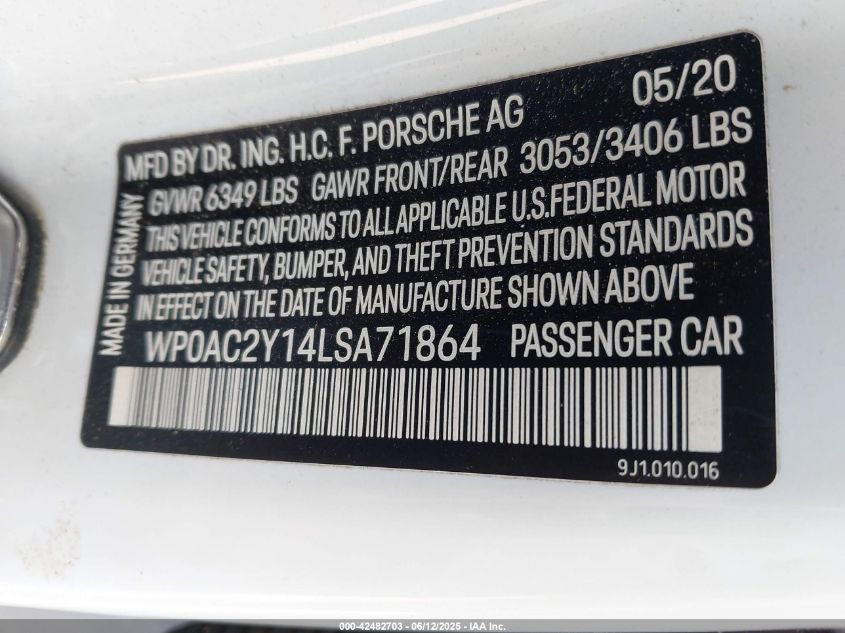 05/20
MFD BY DR. ING. H.C. F. PORSCHE AG
GVWR 6349 LBS GAWR FRONT/REAR 3053/3406 LBS
THIS VEHICLE CONFORMS TO ALL APPLICABLE U.S.FEDERAL MOTOR
VEHICLE SAFETY, BUMPER, AND THEFT PREVENTION STANDARDS
IN EFFECT ON THE DATE OF MANUFACTURE SHOWN ABOVE
WP0AC2Y14LSA71864 PASSENGER CAR
MADE IN GERMANY
9J1.010.016
000-42482703 - 06/12/2025 - IAA Inc.